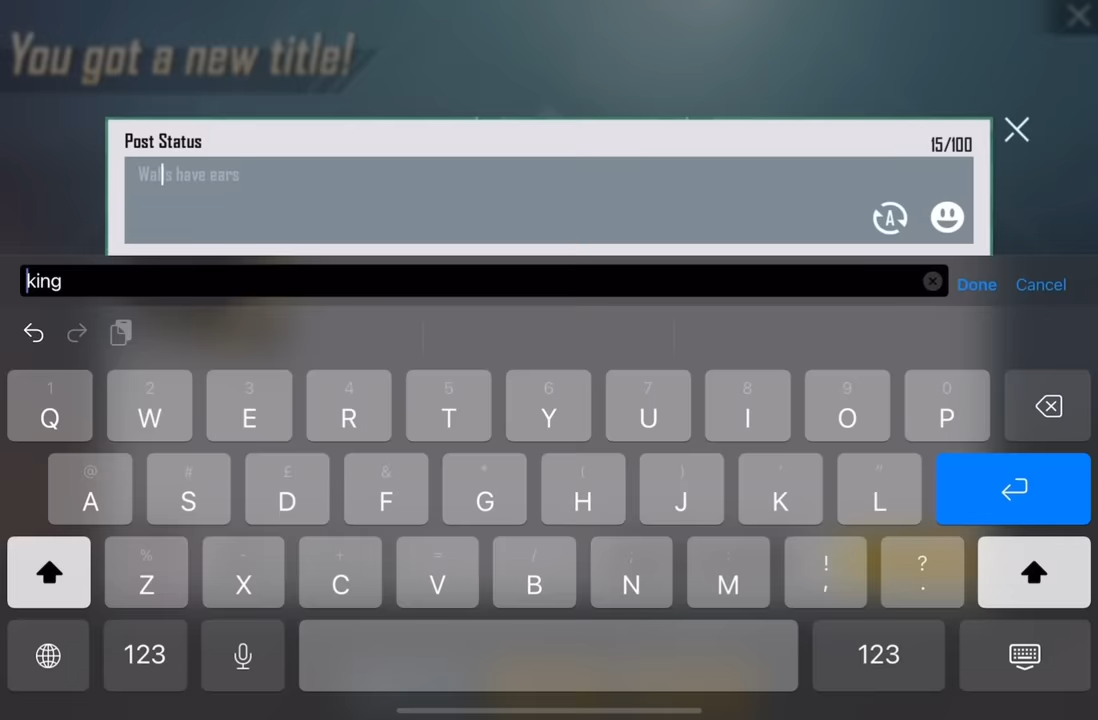 You got a new title!
Post Status
15/100
Walls have ears
A
king
Done
Cancel
1 2 3 4 5 6 7 8 9 0
Q W E R T Y U I O P
@ # £ & * ( ) ' "
A S D F G H J K L
% - + = / ; : ! ?
Z X C V B N M , .
123
123